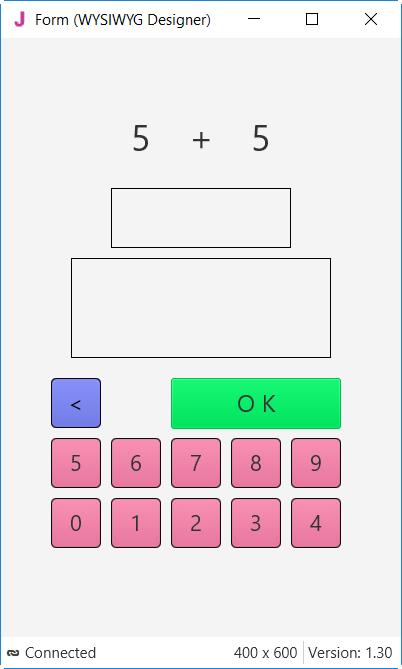 J Form (WYSIWYG Designer)
5 + 5
< O K
5 6 7 8 9
0 1 2 3 4
Connected 400 x 600 Version: 1.30